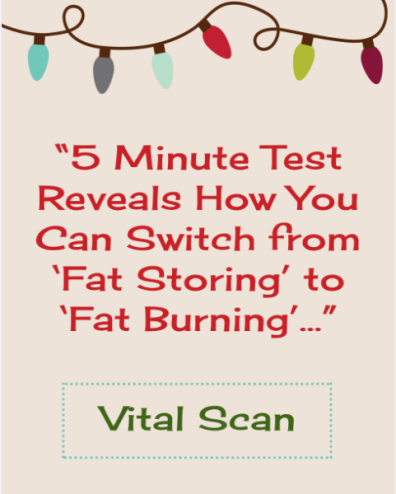 “5 Minute Test
Reveals How You
Can Switch from
‘Fat Storing’ to
‘Fat Burning’...”
Vital Scan